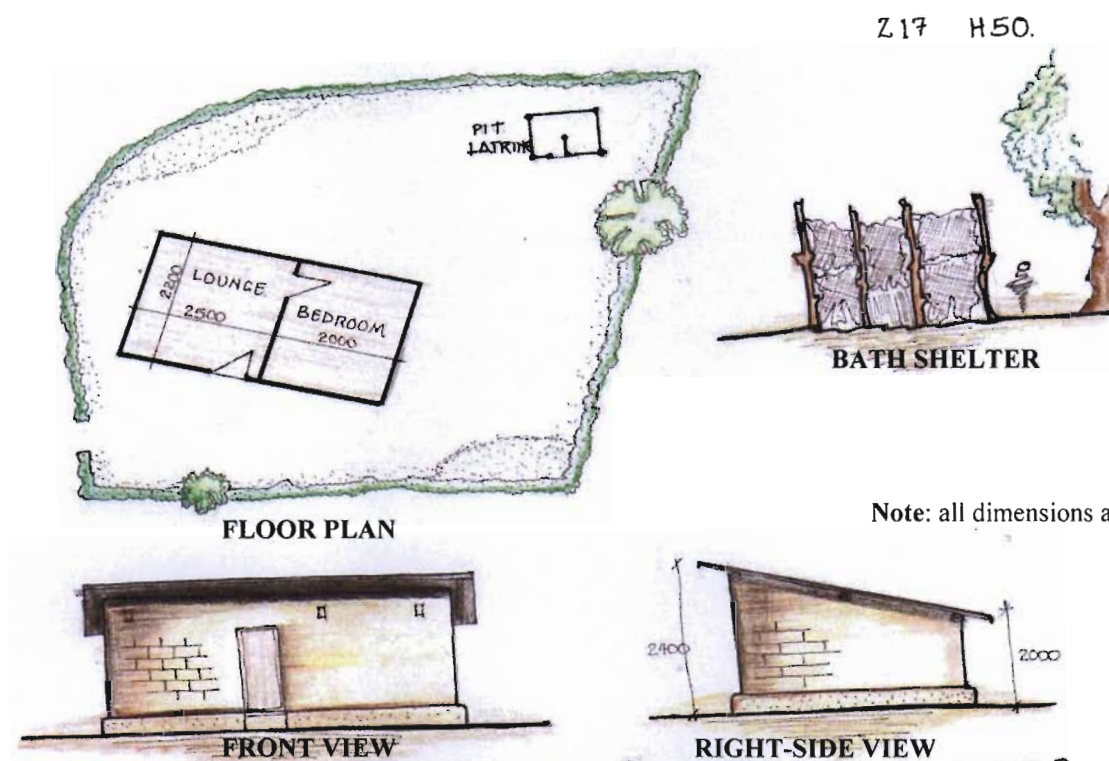 Z17 H50.
PIT
LATRIN
LOUNGE
2200
2500
BEDROOM
2000
BATH SHELTER
FLOOR PLAN
Note: all dimensions a
2400
2000
FRONT VIEW
RIGHT-SIDE VIEW